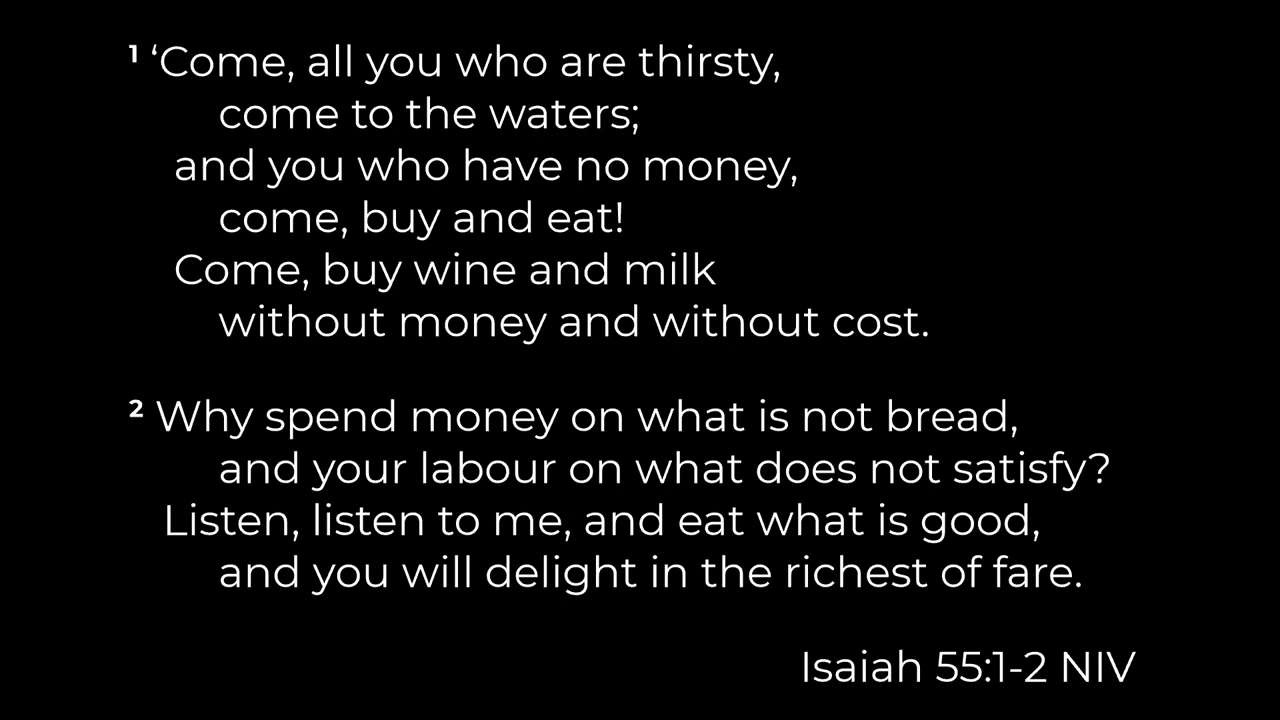 ¹ ‘Come, all you who are thirsty,
come to the waters;
and you who have no money,
come, buy and eat!
Come, buy wine and milk
without money and without cost.
² Why spend money on what is not bread,
and your labour on what does not satisfy?
Listen, listen to me, and eat what is good,
and you will delight in the richest of fare.
Isaiah 55:1-2 NIV